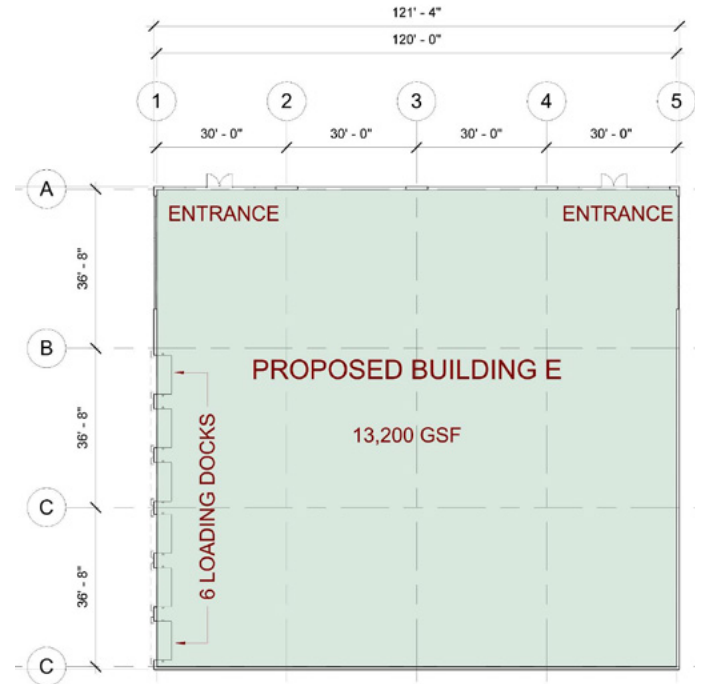 121' - 4"
120' - 0"
1 2 3 4 5
30' - 0" 30' - 0" 30' - 0" 30' - 0"
A
ENTRANCE ENTRANCE
36' - 8"
B
PROPOSED BUILDING E
13,200 GSF
6 LOADING DOCKS
36' - 8"
C
36' - 8"
C